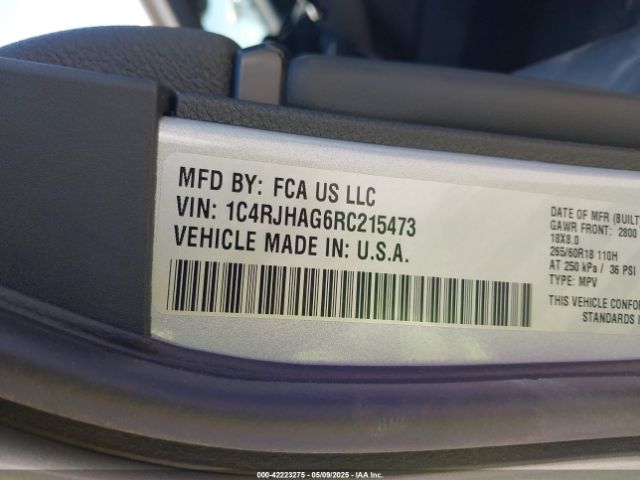 MFD BY: FCA US LLC
VIN: 1C4RJHAG6RC215473
VEHICLE MADE IN: U.S.A.
DATE OF MFR (BUILT
GAWR FRONT: 2800
18X8.0
265/60R18 110H
AT 250 kPa / 36 PSI
TYPE: MPV
THIS VEHICLE CONFOR
STANDARDS I
000-42223275 - 05/09/2025 - IAA Inc.